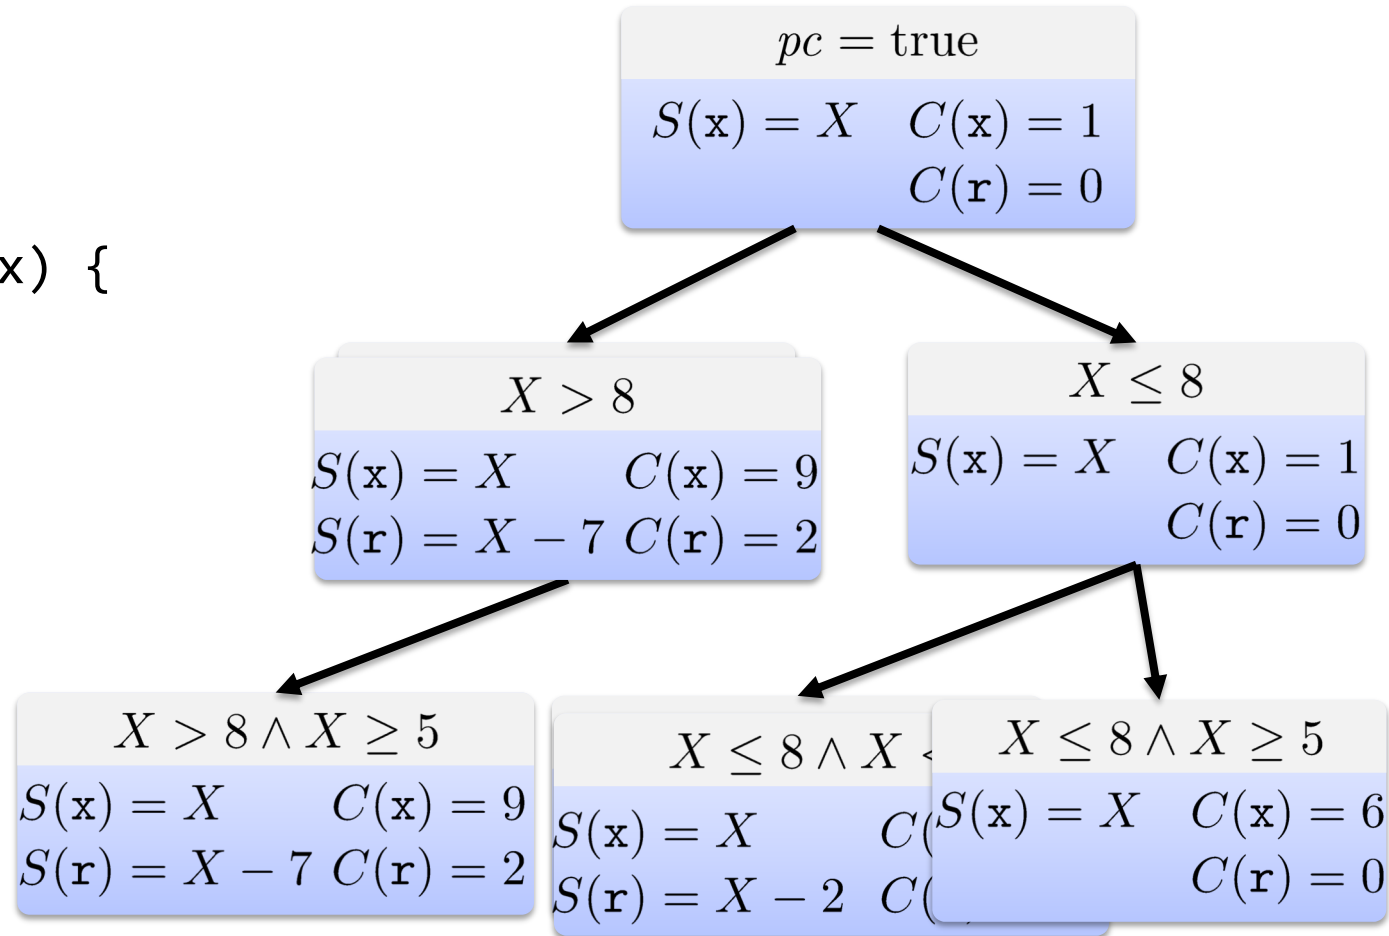 pc = true
S(x) = X C(x) = 1
C(r) = 0
x) {
X > 8
S(x) = X C(x) = 9
S(r) = X − 7 C(r) = 2
X ≤ 8
S(x) = X C(x) = 1
C(r) = 0
X > 8 ∧ X ≥ 5
S(x) = X C(x) = 9
S(r) = X − 7 C(r) = 2
X ≤ 8 ∧ X <
S(x) = X C(
S(r) = X − 2 C(
X ≤ 8 ∧ X ≥ 5
S(x) = X C(x) = 6
C(r) = 0